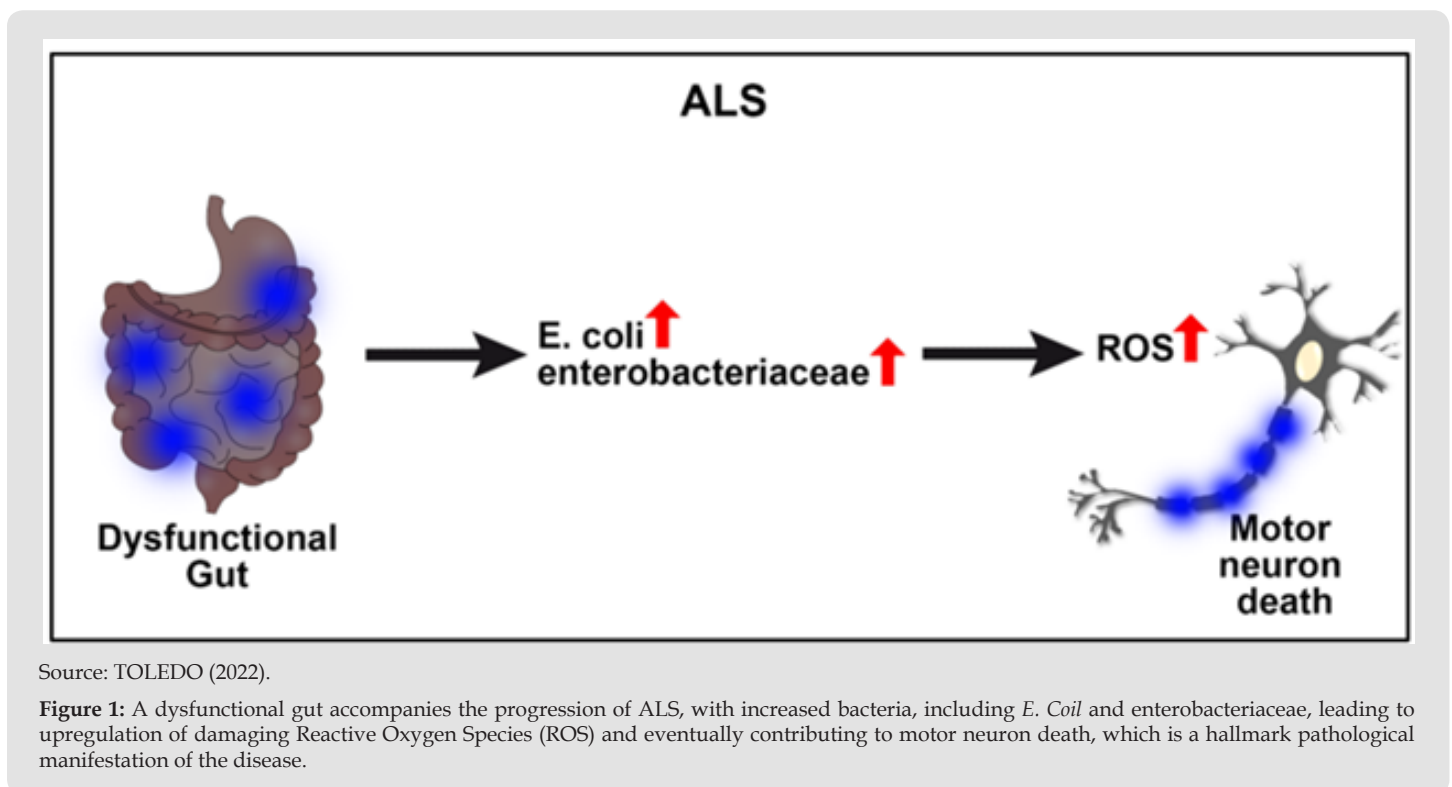 ALS
E. coli
enterobacteriaceae
ROS
Dysfunctional
Gut
Motor
neuron
death
Source: TOLEDO (2022).
Figure 1: A dysfunctional gut accompanies the progression of ALS, with increased bacteria, including E. Coil and enterobacteriaceae, leading to
upregulation of damaging Reactive Oxygen Species (ROS) and eventually contributing to motor neuron death, which is a hallmark pathological
manifestation of the disease.